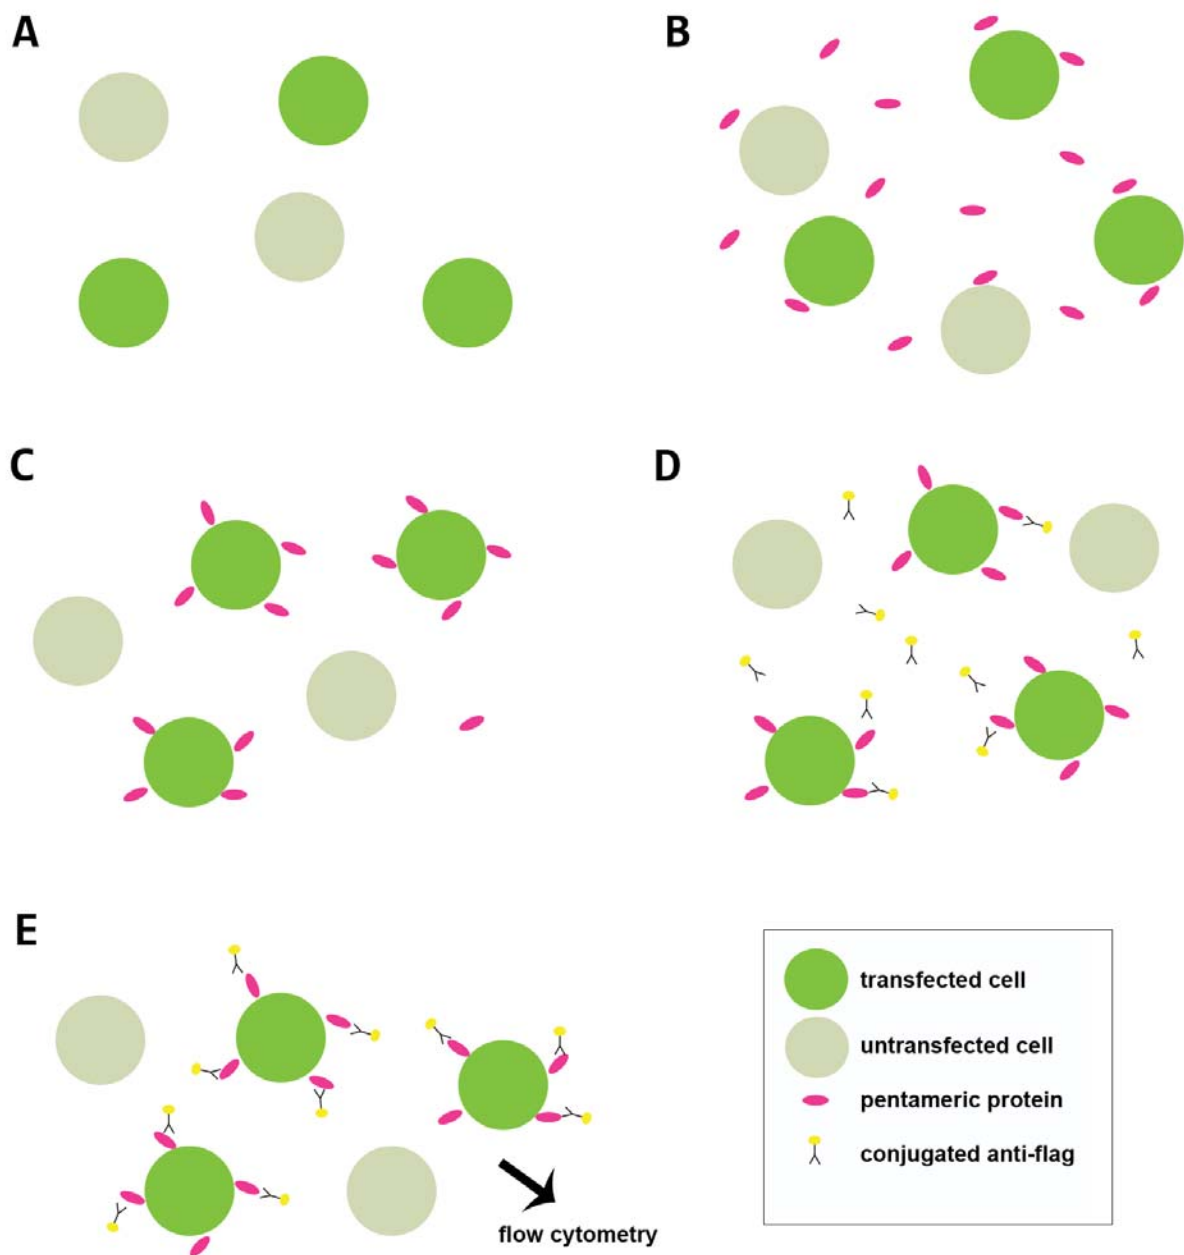 A
B
C
D
E
flow cytometry
transfected cell
untransfected cell
pentameric protein
conjugated anti-flag